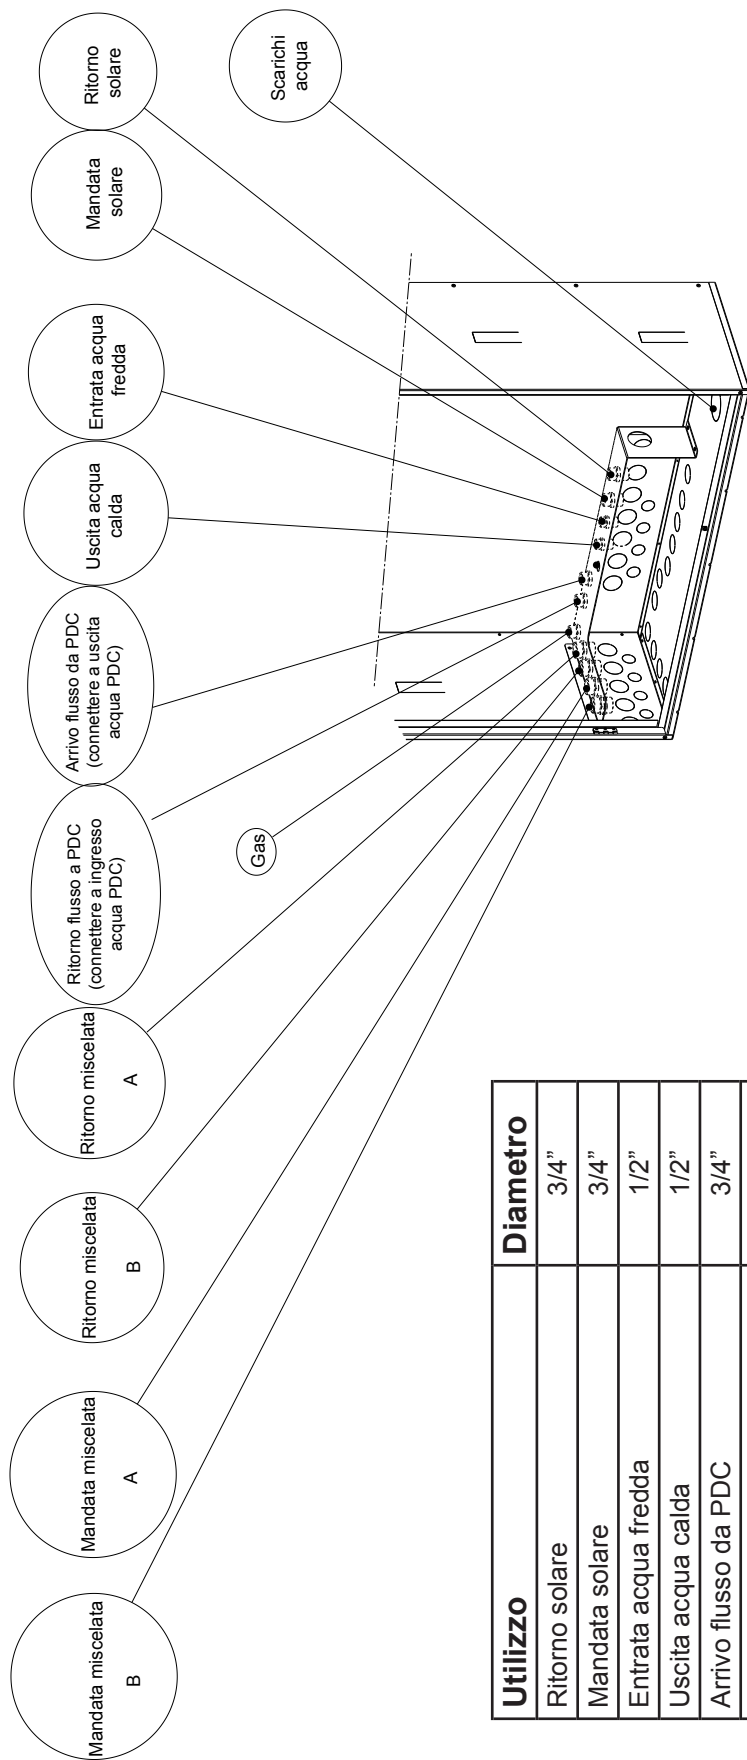 Mandata miscelata
B
Mandata miscelata
A
Ritorno miscelata
B
Ritorno miscelata
A
Ritorno flusso a PDC
(connettere a ingresso
acqua PDC)
Arrivo flusso da PDC
(connettere a uscita
acqua PDC)
Uscita acqua
calda
Entrata acqua
fredda
Mandata
solare
Ritorno
solare
Gas
Scarichi
acqua
Utilizzo Diametro
Ritorno solare 3/4”
Mandata solare 3/4”
Entrata acqua fredda 1/2”
Uscita acqua calda 1/2”
Arrivo flusso da PDC 3/4”